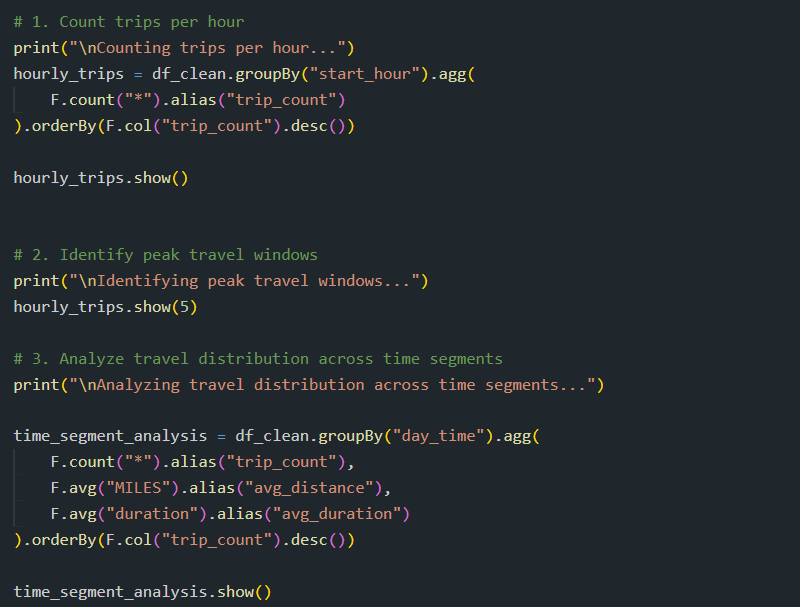 # 1. Count trips per hour
print("\nCounting trips per hour...")
hourly_trips = df_clean.groupBy("start_hour").agg(
    F.count("*").alias("trip_count")
).orderBy(F.col("trip_count").desc())
hourly_trips.show()
# 2. Identify peak travel windows
print("\nIdentifying peak travel windows...")
hourly_trips.show(5)
# 3. Analyze travel distribution across time segments
print("\nAnalyzing travel distribution across time segments...")
time_segment_analysis = df_clean.groupBy("day_time").agg(
    F.count("*").alias("trip_count"),
    F.avg("MILES").alias("avg_distance"),
    F.avg("duration").alias("avg_duration")
).orderBy(F.col("trip_count").desc())
time_segment_analysis.show()